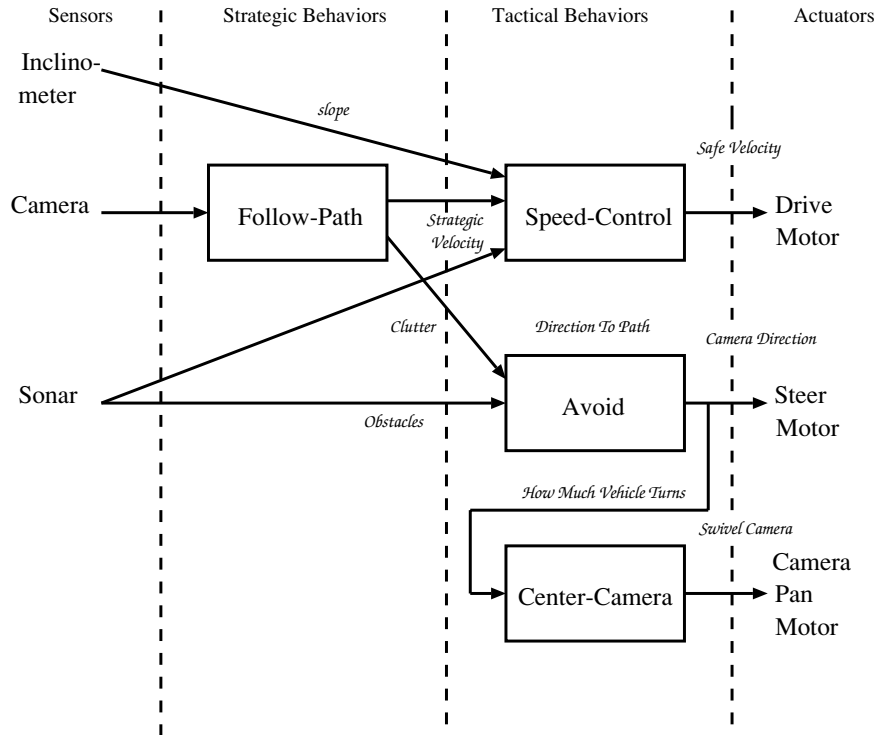 Sensors
Strategic Behaviors
Tactical Behaviors
Actuators
Inclino-
meter
slope
Safe Velocity
Camera
Follow-Path
Strategic
Velocity
Speed-Control
Drive
Motor
Clutter
Direction To Path
Camera Direction
Sonar
Obstacles
Avoid
Steer
Motor
How Much Vehicle Turns
Swivel Camera
Center-Camera
Camera
Pan
Motor